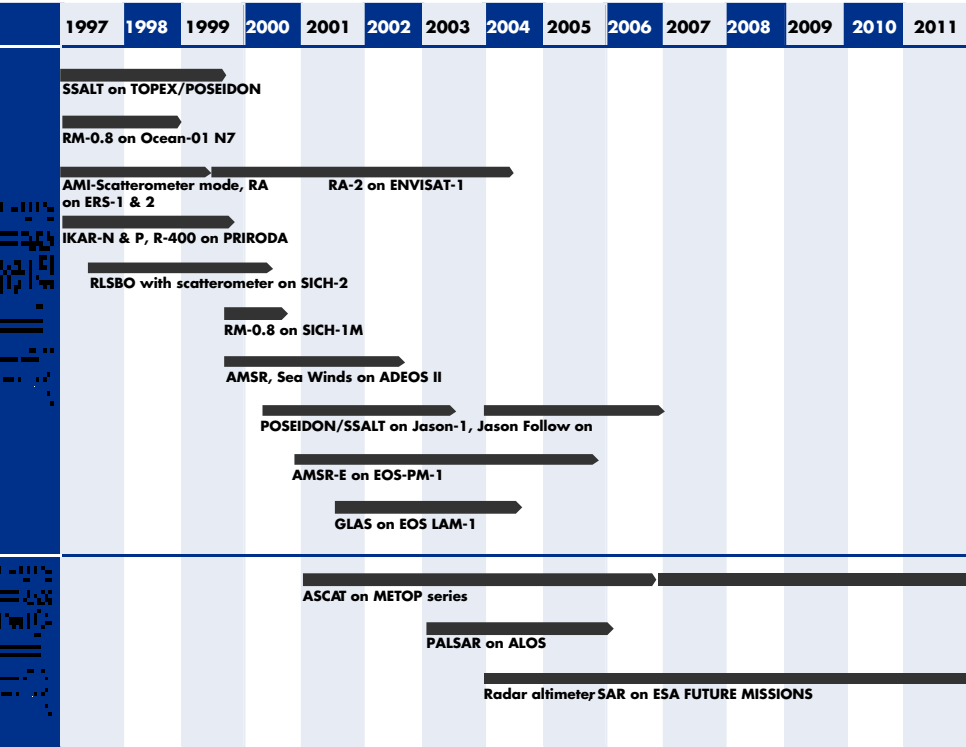 1997 1998 1999 2000 2001 2002 2003 2004 2005 2006 2007 2008 2009 2010 2011
SSALT on TOPEX/POSEIDON
RM-0.8 on Ocean-01 N7
AMI-Scatterometer mode, RA RA-2 on ENVISAT-1
on ERS-1 & 2
IKAR-N & P, R-400 on PRIRODA
RLSBO with scatterometer on SICH-2
RM-0.8 on SICH-1M
AMSR, Sea Winds on ADEOS II
POSEIDON/SSALT on Jason-1, Jason Follow on
AMSR-E on EOS-PM-1
GLAS on EOS LAM-1
ASCAT on METOP series
PALSAR on ALOS
Radar altimeter, SAR on ESA FUTURE MISSIONS